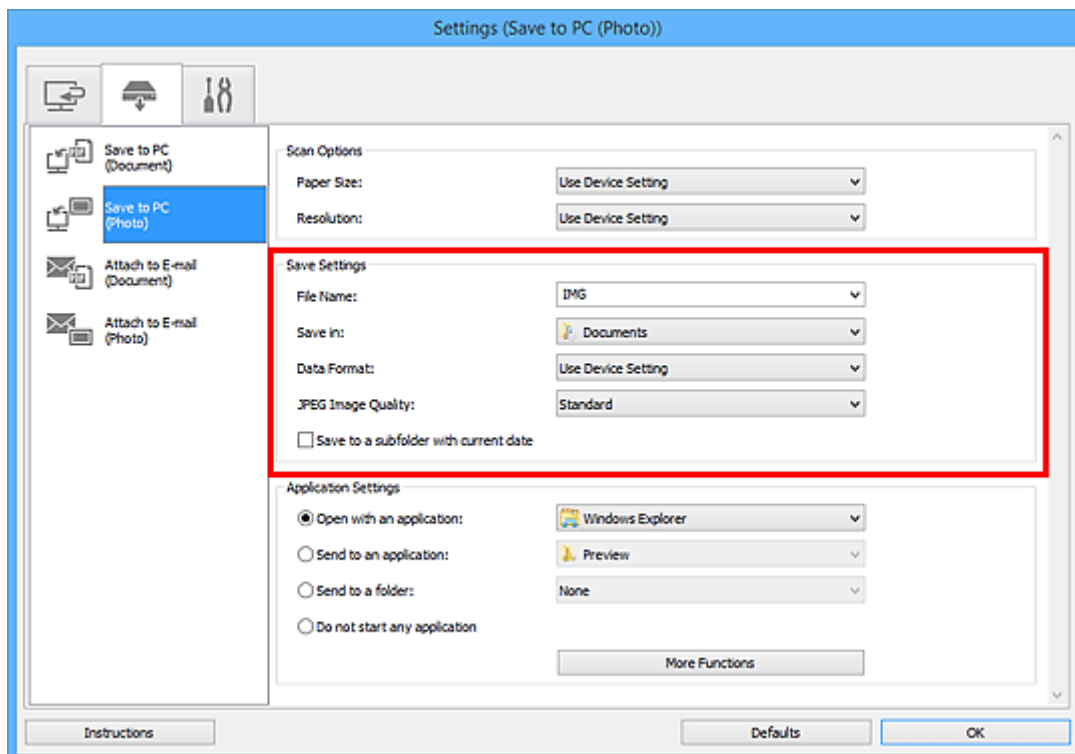 Settings (Save to PC (Photo))
Save to PC
(Document)
Save to PC
(Photo)
Attach to E-mail
(Document)
Attach to E-mail
(Photo)
Scan Options
Paper Size: Use Device Setting
Resolution: Use Device Setting
Save Settings
File Name: IMG
Save in: Documents
Data Format: Use Device Setting
JPEG Image Quality: Standard
Save to a subfolder with current date
Application Settings
Open with an application: Windows Explorer
Send to an application: Preview
Send to a folder: None
Do not start any application
More Functions
Instructions Defaults OK